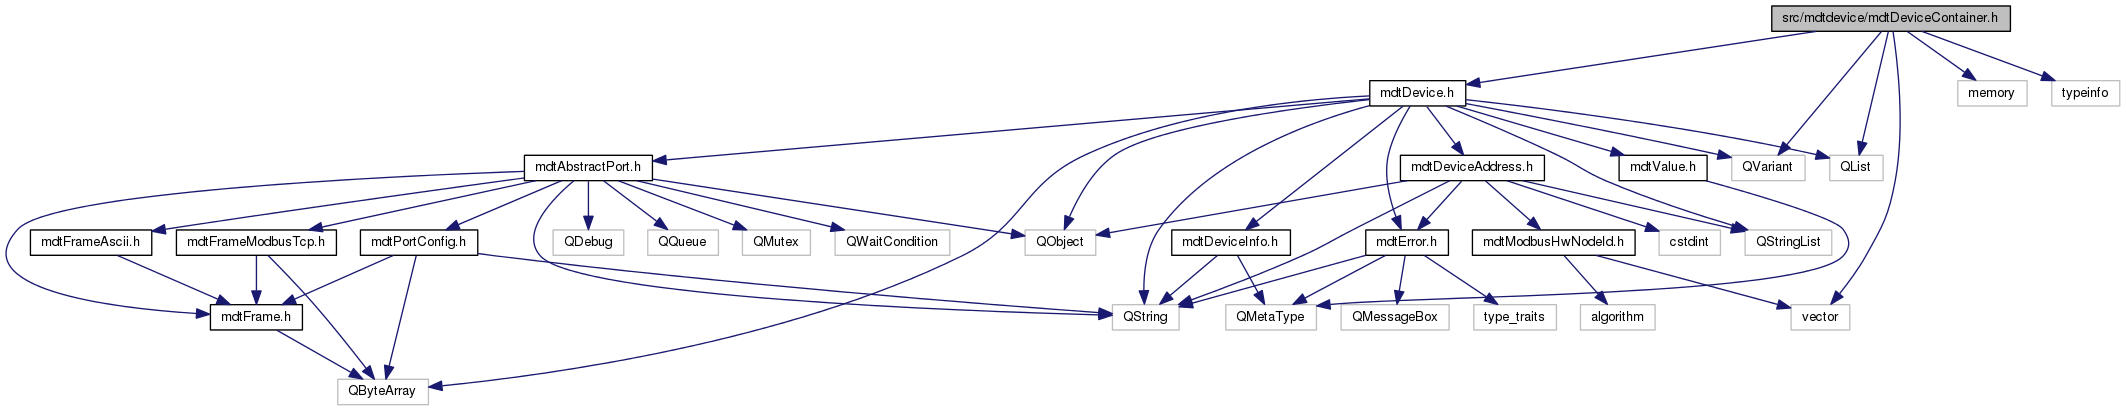 src/mdtdevice/mdtDeviceContainer.h
mdtDevice.h
memory
typeinfo
mdtAbstractPort.h
mdtDeviceAddress.h
mdtValue.h
QVariant
QList
mdtFrameAscii.h
mdtFrameModbusTcp.h
mdtPortConfig.h
QDebug
QQueue
QMutex
QWaitCondition
QObject
mdtDeviceInfo.h
mdtError.h
mdtModbusHwNodeId.h
cstdint
QStringList
mdtFrame.h
QString
QMetaType
QMessageBox
type_traits
algorithm
vector
QByteArray